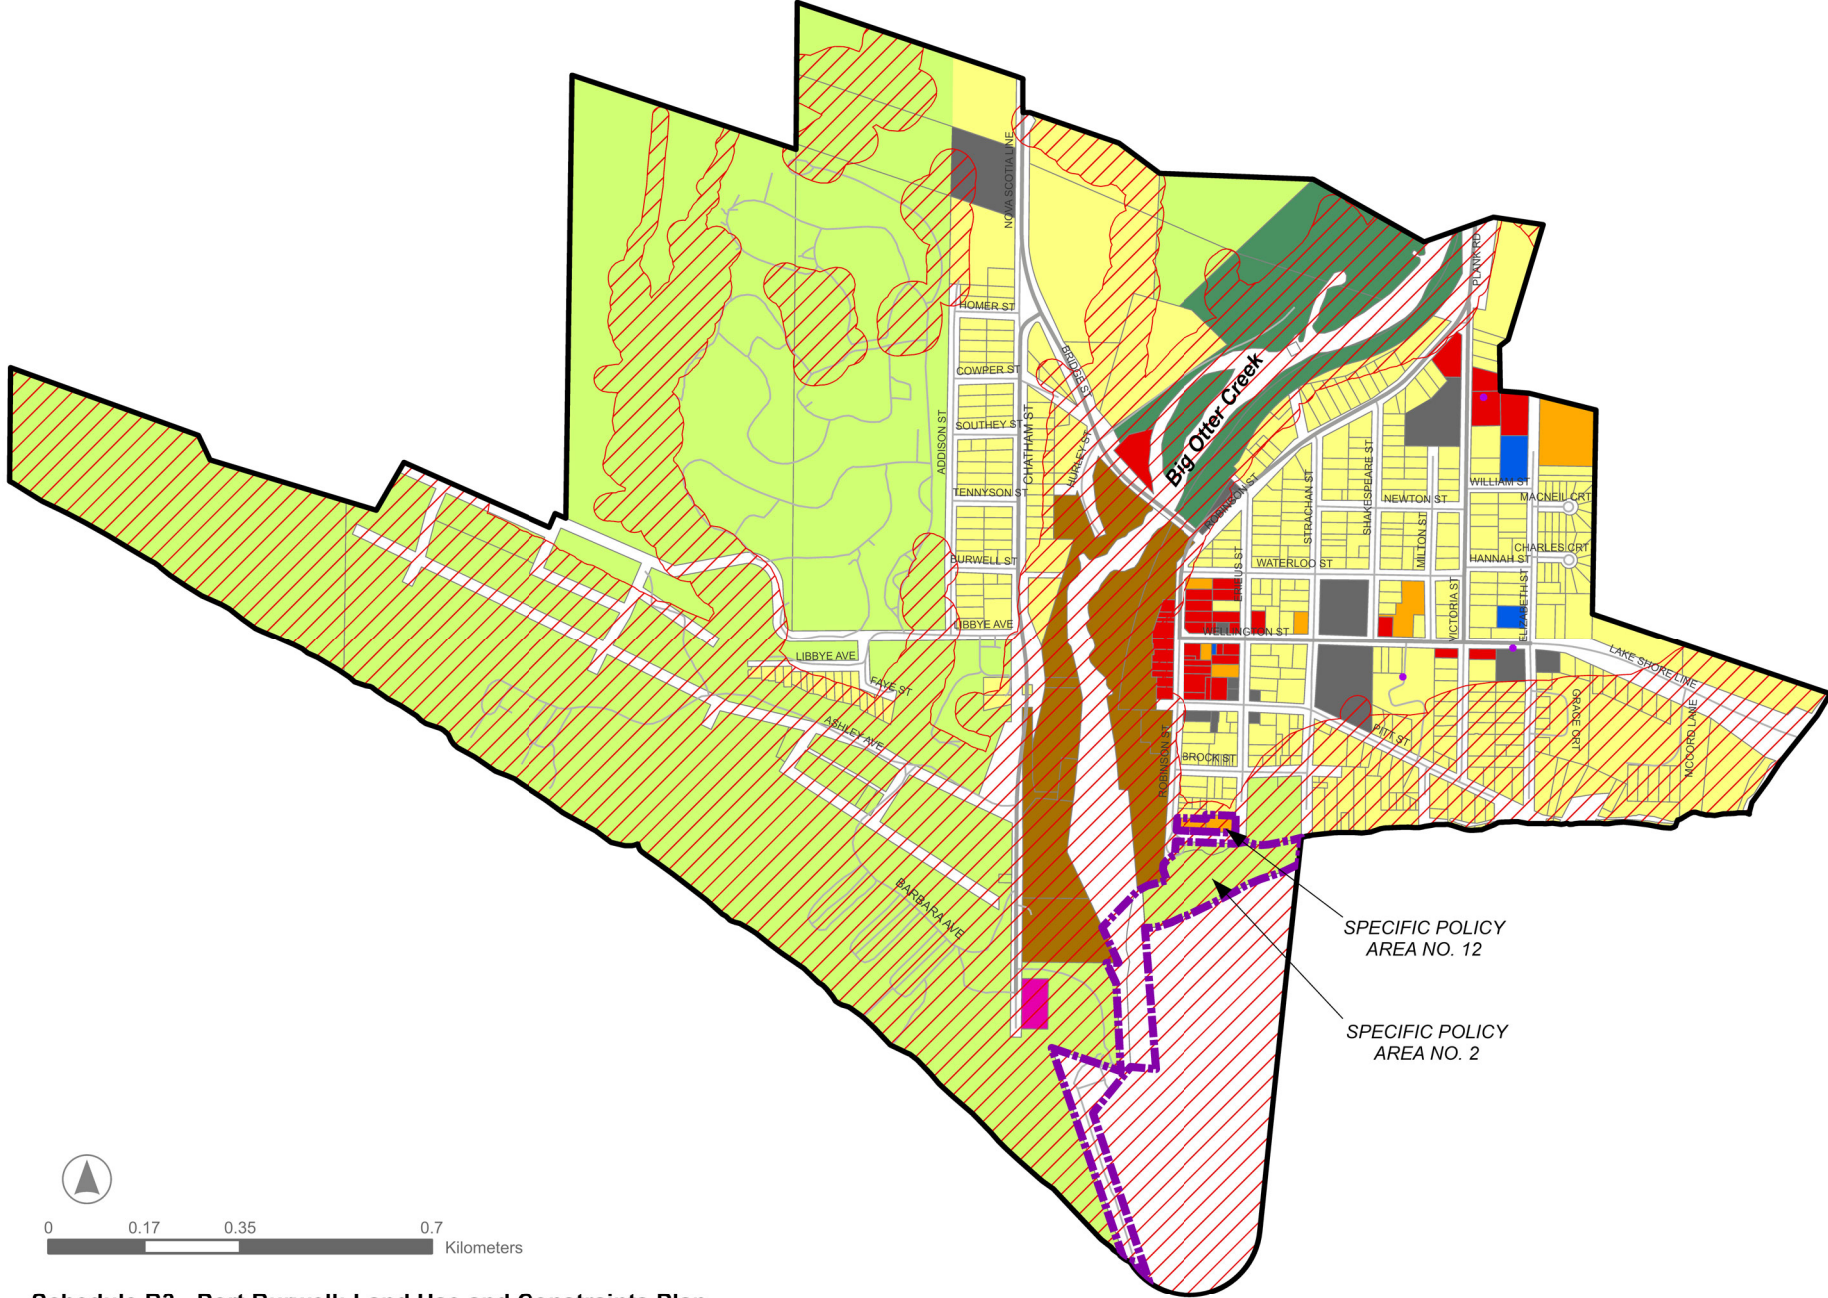 NOVA SCOTIA LINE
PLANK RD
HOMER ST
BRIDGE ST
COWPER ST
Big Otter Creek
ADDISON ST
SOUTHEY ST
CHATHAM ST
HURLEY ST
TENNYSON ST
ROBINSON ST
STRACHAN ST
SHAKESPEARE ST
NEWTON ST
WILLIAM ST
MACNEIL CRT
MILTON ST
BURWELL ST
ERIEUS ST
WATERLOO ST
HANNAH ST
CHARLES CRT
VICTORIA ST
ELIZABETH ST
LIBBYE AVE
WELLINGTON ST
LIBBYE AVE
LAKE SHORE LINE
FAYE ST
ASHLEY AVE
ROBINSON ST
PITT ST
GRACE CRT
MCCORD LANE
BROCK ST
BARBARA AVE
SPECIFIC POLICY
AREA NO. 12
SPECIFIC POLICY
AREA NO. 2
0 0.17 0.35 0.7
Kilometers